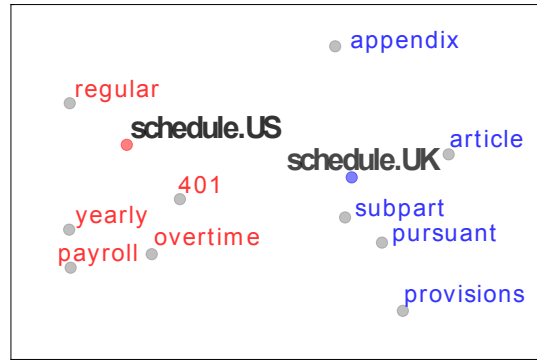 appendix
regular
schedule.US
article
schedule.UK
401
yearly
subpart
overtime
pursuant
payroll
provisions